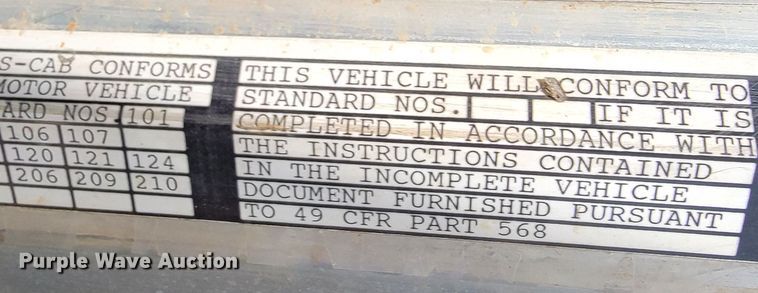 S-CAB CONFORMS
MOTOR VEHICLE
ARD NOS. 101
106 107
120 121 124
206 209 210
THIS VEHICLE WILL CONFORM TO
STANDARD NOS. IF IT IS
COMPLETED IN ACCORDANCE WITH
THE INSTRUCTIONS CONTAINED
IN THE INCOMPLETE VEHICLE
DOCUMENT FURNISHED PURSUANT
TO 49 CFR PART 568
Purple Wave Auction